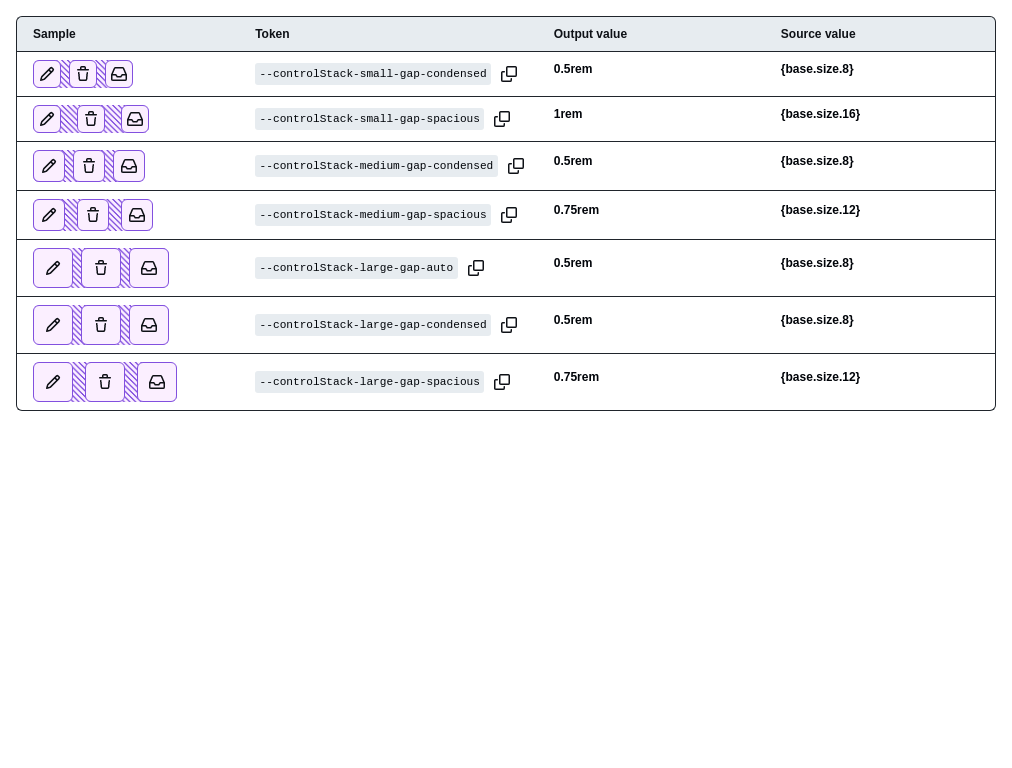 Sample Token Output value Source value
--controlStack-small-gap-condensed 0.5rem {base.size.8}
--controlStack-small-gap-spacious 1rem {base.size.16}
--controlStack-medium-gap-condensed 0.5rem {base.size.8}
--controlStack-medium-gap-spacious 0.75rem {base.size.12}
--controlStack-large-gap-auto 0.5rem {base.size.8}
--controlStack-large-gap-condensed 0.5rem {base.size.8}
--controlStack-large-gap-spacious 0.75rem {base.size.12}